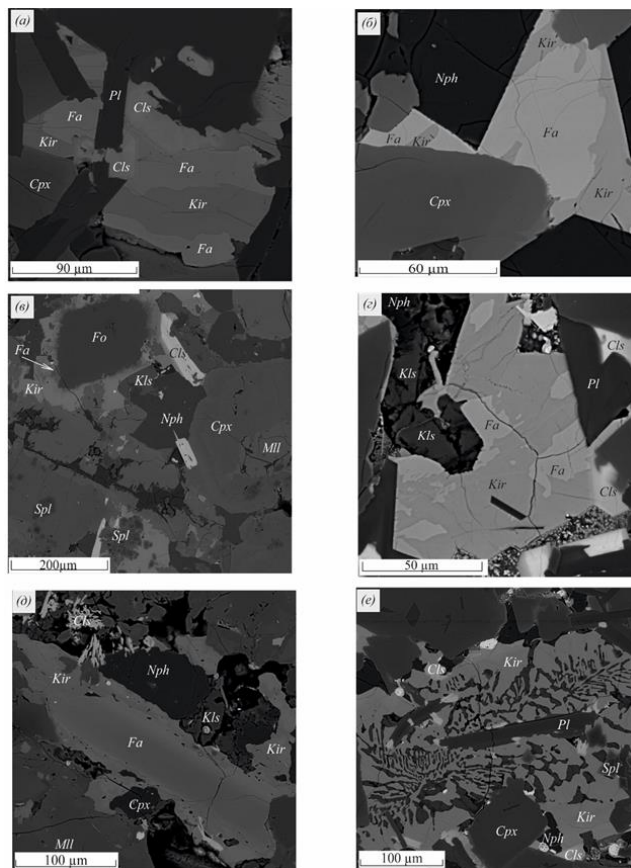 (а)
Pl
Cls
Fa
Kir
Cls
Fa
Cpx
Kir
Fa
90 µm
(б)
Kir
Nph
Fa
Fa
Kir
Cpx
Kir
60 µm
(в)
Fo
Cls
Fa
Kls
Kir
Cpx
Nph
Mll
Spl
Spl
200µm
Nph
(г)
Cls
Kls
Pl
Fa
Kls
Fa
Kir
Cls
50 µm
(д)
Cls
Nph
Kir
Kls
Fa
Kir
Cpx
Mll
100 µm
(е)
Cls
Kir
Pl
Spl
Kir
Cpx
Nph
Cls
100 µm